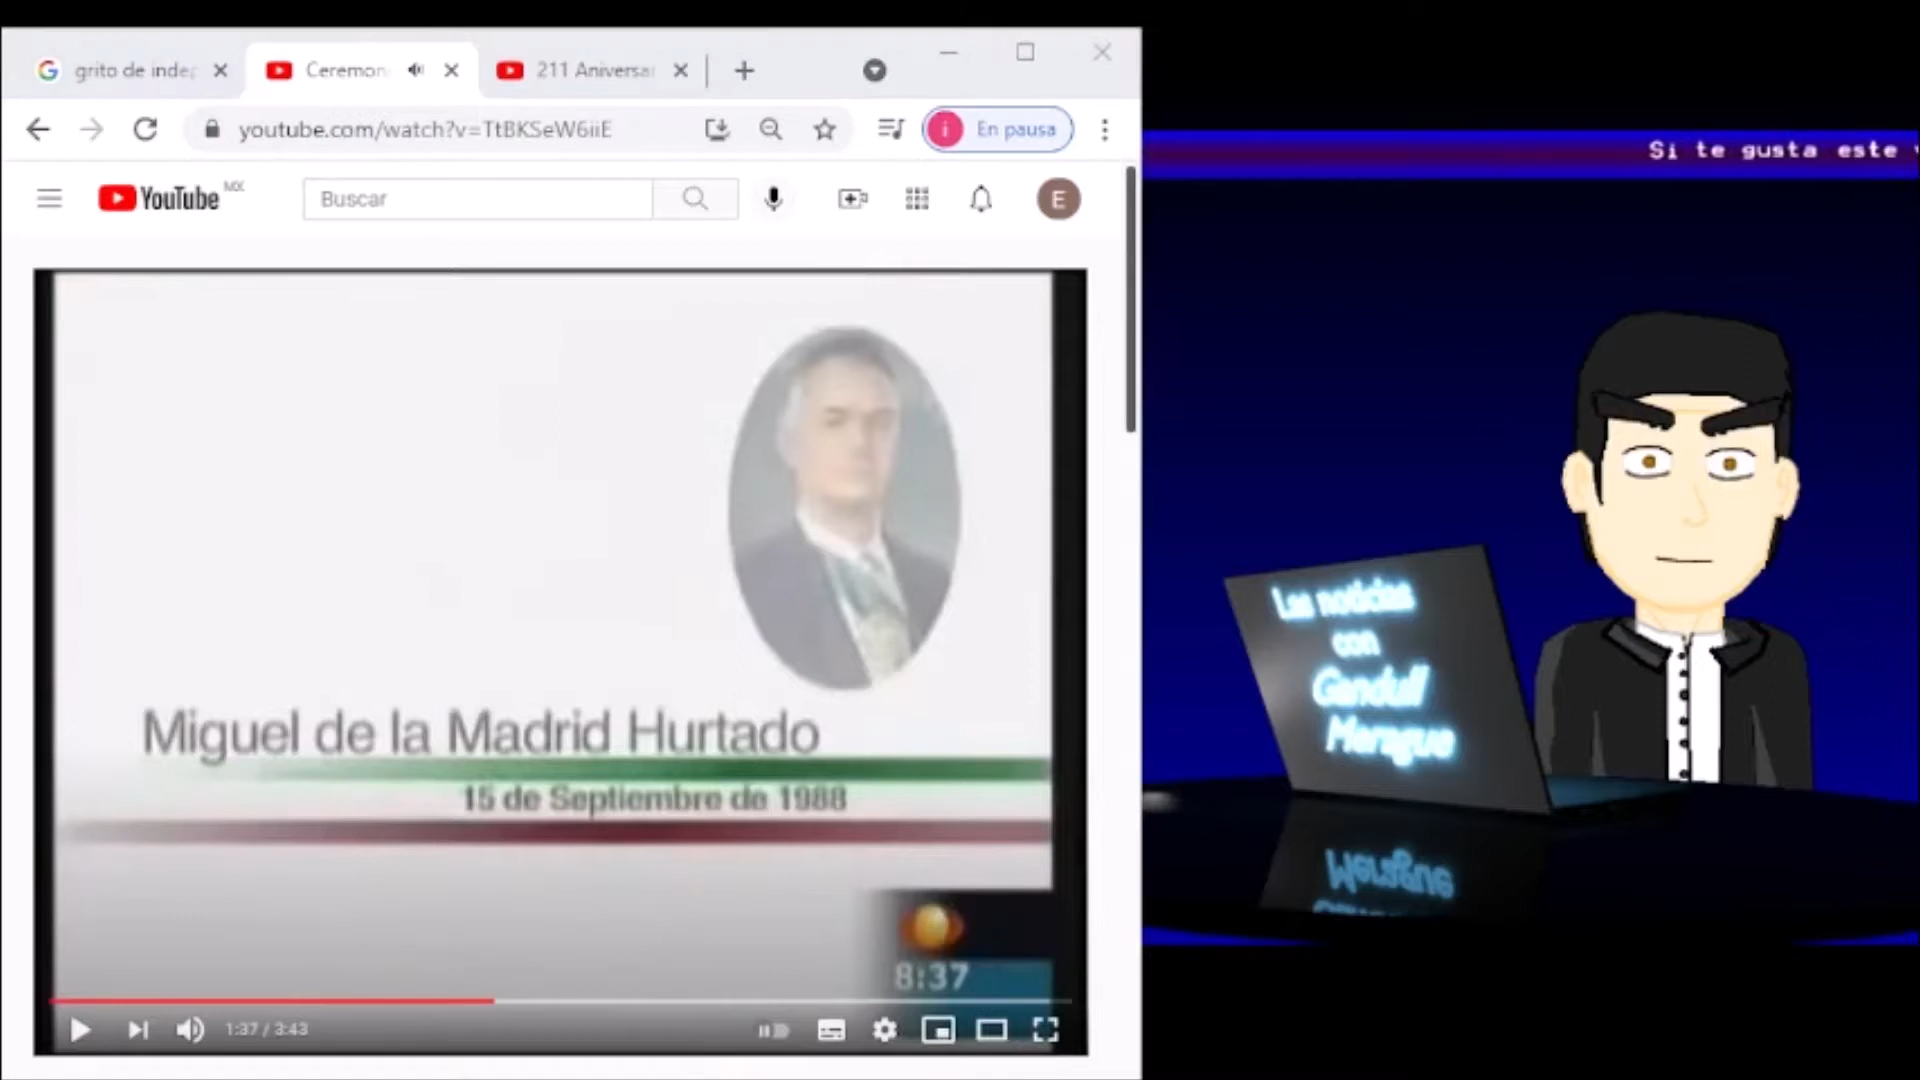 grito de indep
Ceremon
211 Aniversar
youtube.com/watch?v=TtBKSeW6iiE
i
En pausa
YouTube MX
Buscar
E
Miguel de la Madrid Hurtado
15 de Septiembre de 1988
8:37
1:37 / 3:43
Si te gusta este
Las noticias
con
Gandull
Merague